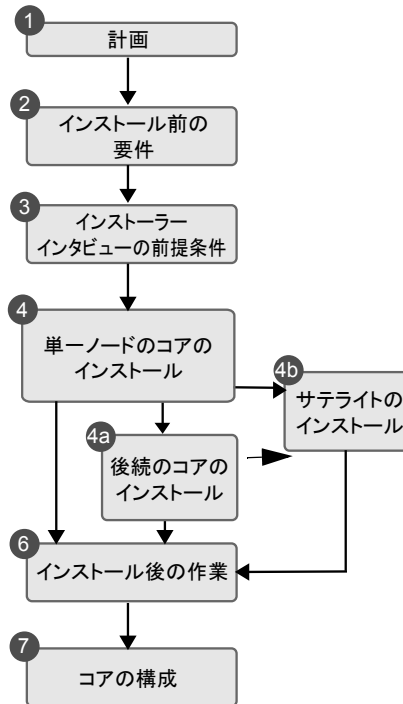 1
計画
2
インストール前の
要件
3
インストーラー
インタビューの前提条件
4
単一ノードのコアの
インストール
4b
サテライトの
インストール
4a
後続のコアの
インストール
6
インストール後の作業
7
コアの構成